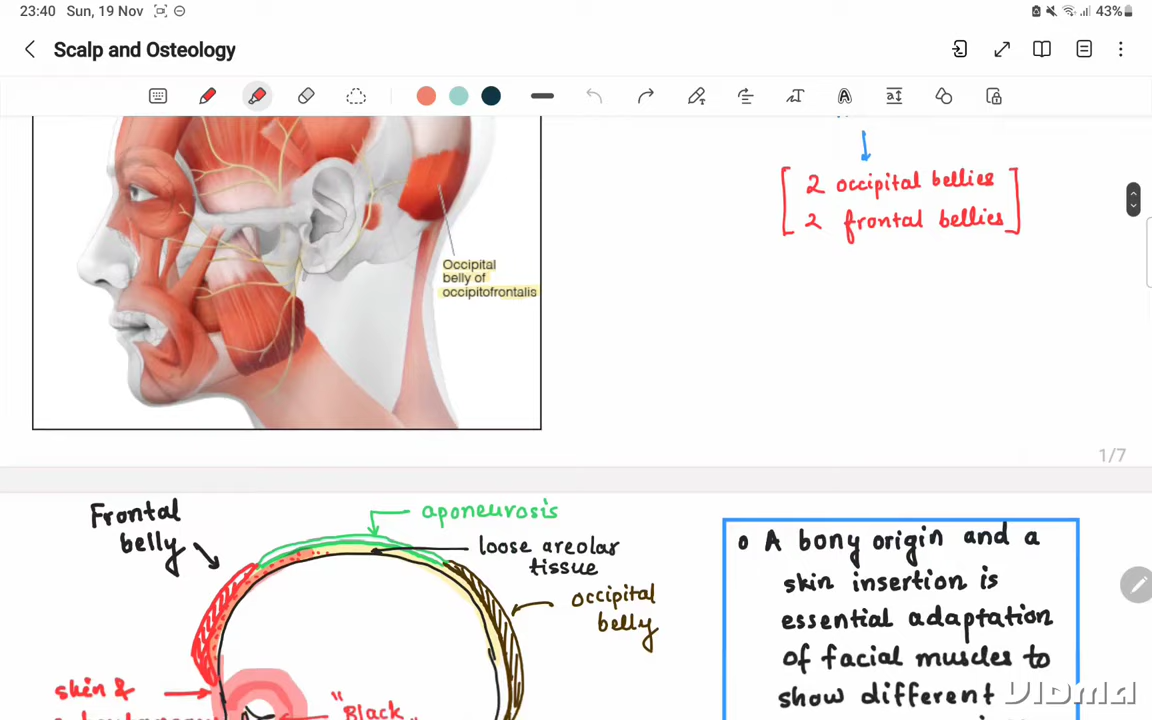 23:40 Sun, 19 Nov
43%
Scalp and Osteology
2 occipital bellies
2 frontal bellies
Occipital
belly of
occipitofrontalis
1/7
Frontal
belly
aponeurosis
loose areolar
tissue
occipital
belly
skin &
"Black
o A bony origin and a
skin insertion is
essential adaptation
of facial muscles to
show different
VIDMA